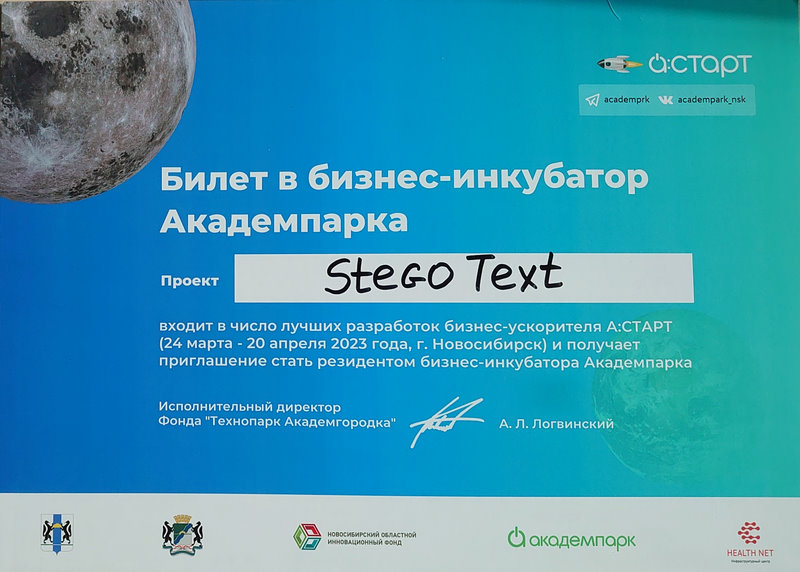 a:старт
academprk academpark_nsk
Билет в бизнес-инкубатор
Академпарка
Проект SteGO Text
входит в число лучших разработок бизнес-ускорителя А:СТАРТ
(24 марта - 20 апреля 2023 года, г. Новосибирск) и получает
приглашение стать резидентом бизнес-инкубатора Академпарка
Исполнительный директор
Фонда "Технопарк Академгородка" А. Л. Логвинский
НОВОСИБИРСКИЙ ОБЛАСТНОЙ
ИННОВАЦИОННЫЙ ФОНД
академпарк
HEALTH NET
Инфраструктурный центр